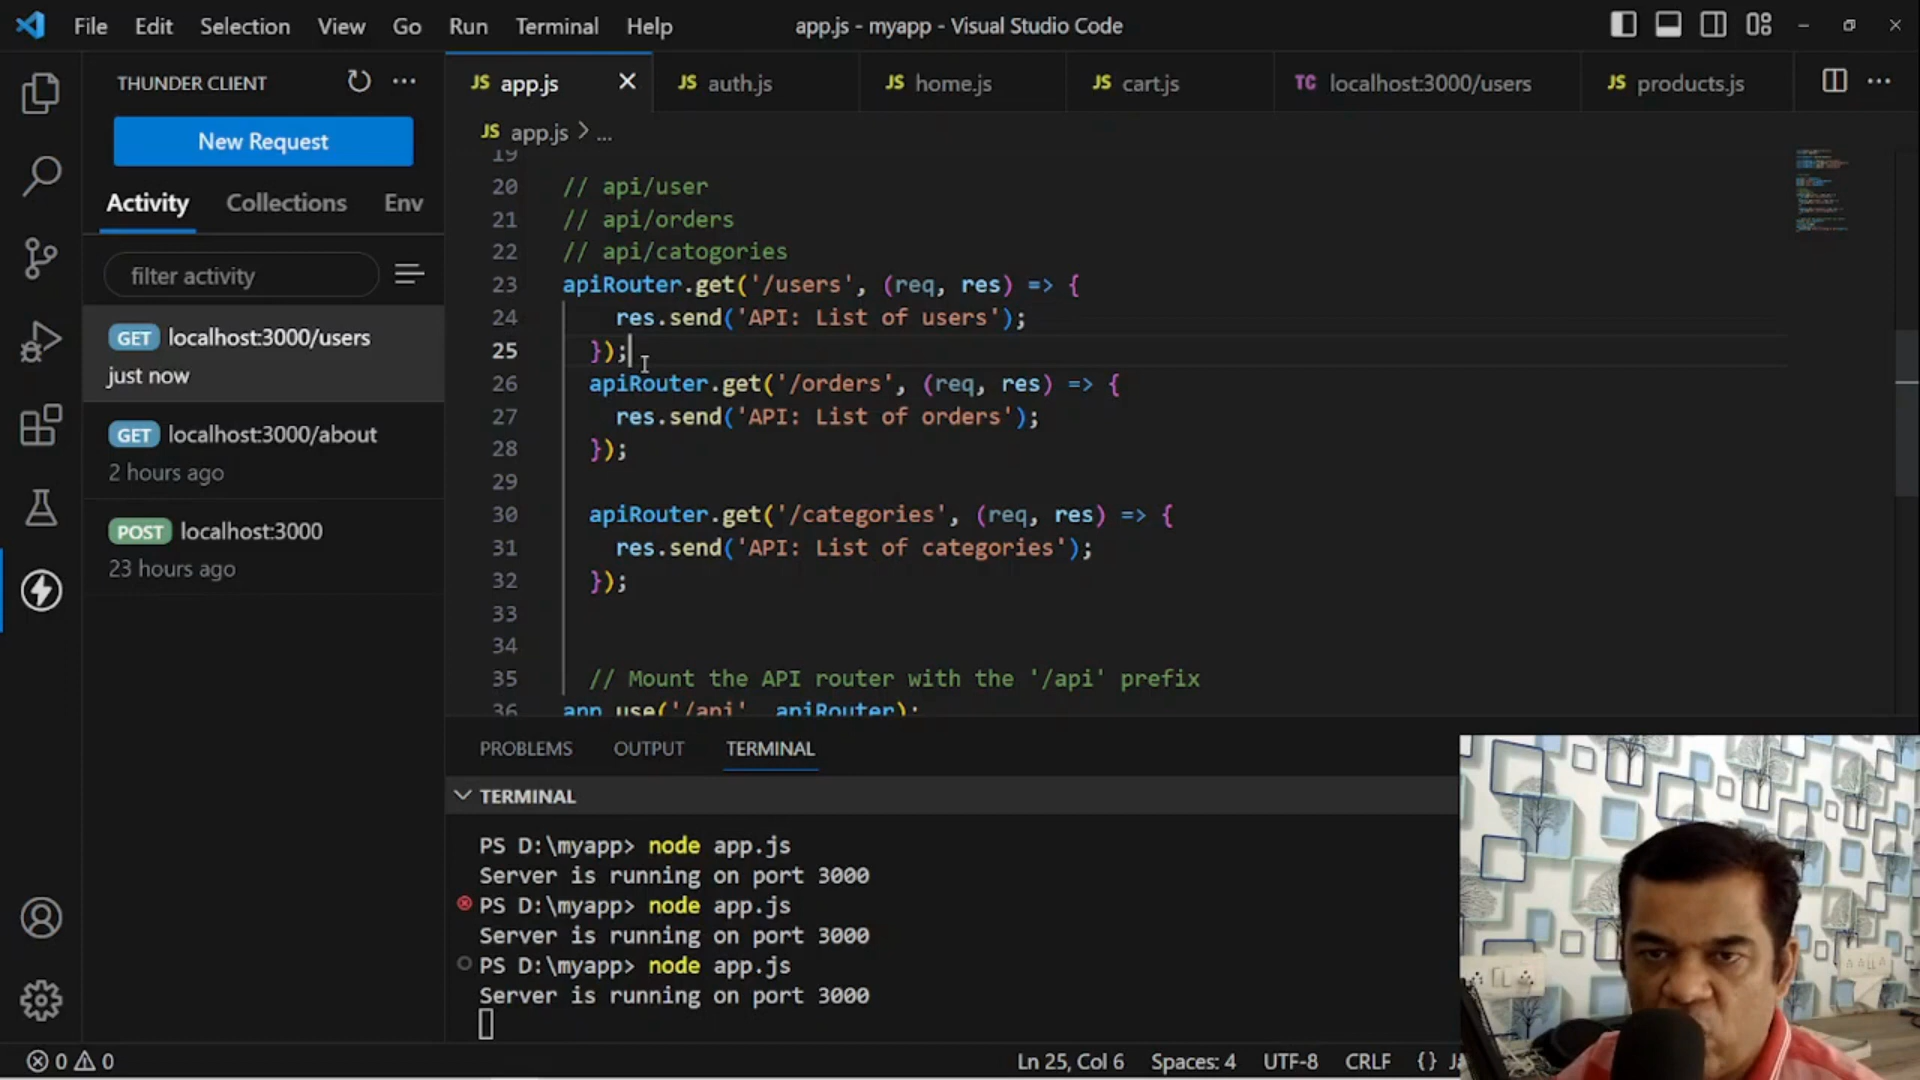 File Edit Selection View Go Run Terminal Help
app.js - myapp - Visual Studio Code
THUNDER CLIENT
New Request
Activity Collections Env
filter activity
GET localhost:3000/users
just now
GET localhost:3000/about
2 hours ago
POST localhost:3000
23 hours ago
JS app.js JS auth.js JS home.js JS cart.js TC localhost:3000/users JS products.js
JS app.js > ...
19
20 // api/user
21 // api/orders
22 // api/catogories
23 apiRouter.get('/users', (req, res) => {
24 res.send('API: List of users');
25 });
26 apiRouter.get('/orders', (req, res) => {
27 res.send('API: List of orders');
28 });
29
30 apiRouter.get('/categories', (req, res) => {
31 res.send('API: List of categories');
32 });
33
34
35 // Mount the API router with the '/api' prefix
36 app.use('/api', apiRouter);
PROBLEMS OUTPUT TERMINAL
TERMINAL
PS D:\myapp> node app.js
Server is running on port 3000
PS D:\myapp> node app.js
Server is running on port 3000
PS D:\myapp> node app.js
Server is running on port 3000
0 0
Ln 25, Col 6 Spaces: 4 UTF-8 CRLF {}